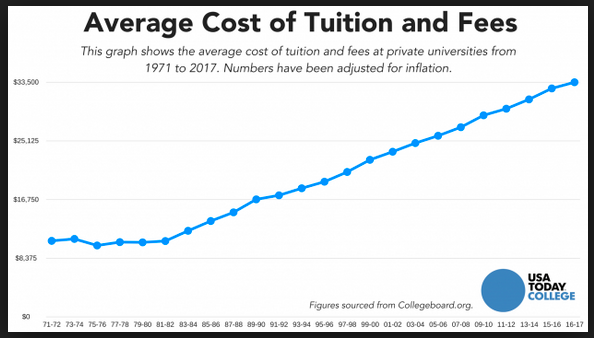 Average Cost of Tuition and Fees
This graph shows the average cost of tuition and fees at private universities from
1971 to 2017. Numbers have been adjusted for inflation.
$33,500
$25,125
$16,750
$8,375
$0
USA
TODAY
COLLEGE
Figures sourced from Collegeboard.org.
71-72 73-74 75-76 77-78 79-80 81-82 83-84 85-86 87-88 89-90 91-92 93-94 95-96 97-98 99-00 01-02 03-04 05-06 07-08 09-10 11-12 13-14 15-16 16-17